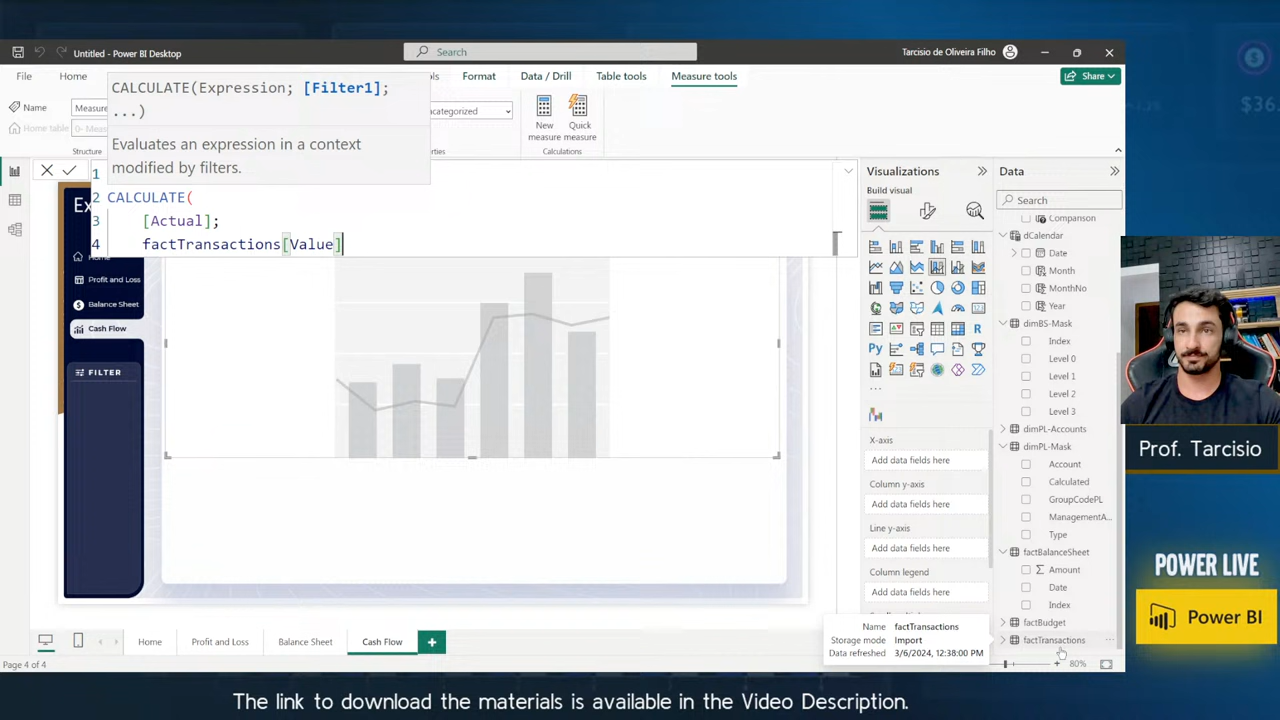 Untitled - Power BI Desktop
Search
Tarcisio de Oliveira Filho
File
Home
Format
Data / Drill
Table tools
Measure tools
Share
CALCULATE(Expression; [Filter1];
...)
Evaluates an expression in a context
modified by filters.
Name
Measure
Home table
Structure
New
measure
Quick
measure
Calculations
1
2 CALCULATE(
3 [Actual];
4 factTransactions[Value]
Home
Profit and Loss
Balance Sheet
Cash Flow
FILTER
Visualizations
Build visual
X-axis
Add data fields here
Column y-axis
Add data fields here
Line y-axis
Add data fields here
Column legend
Add data fields here
Data
Search
Comparison
dCalendar
Date
Month
MonthNo
Year
dimBS-Mask
Index
Level 0
Level 1
Level 2
Level 3
dimPL-Accounts
dimPL-Mask
Account
Calculated
GroupCodePL
ManagementA...
Type
factBalanceSheet
Amount
Date
Index
factBudget
factTransactions
Name factTransactions
Storage mode Import
Data refreshed 3/6/2024, 12:38:00 PM
Home
Profit and Loss
Balance Sheet
Cash Flow
Page 4 of 4
80%
Prof. Tarcisio
POWER LIVE
Power BI
The link to download the materials is available in the Video Description.